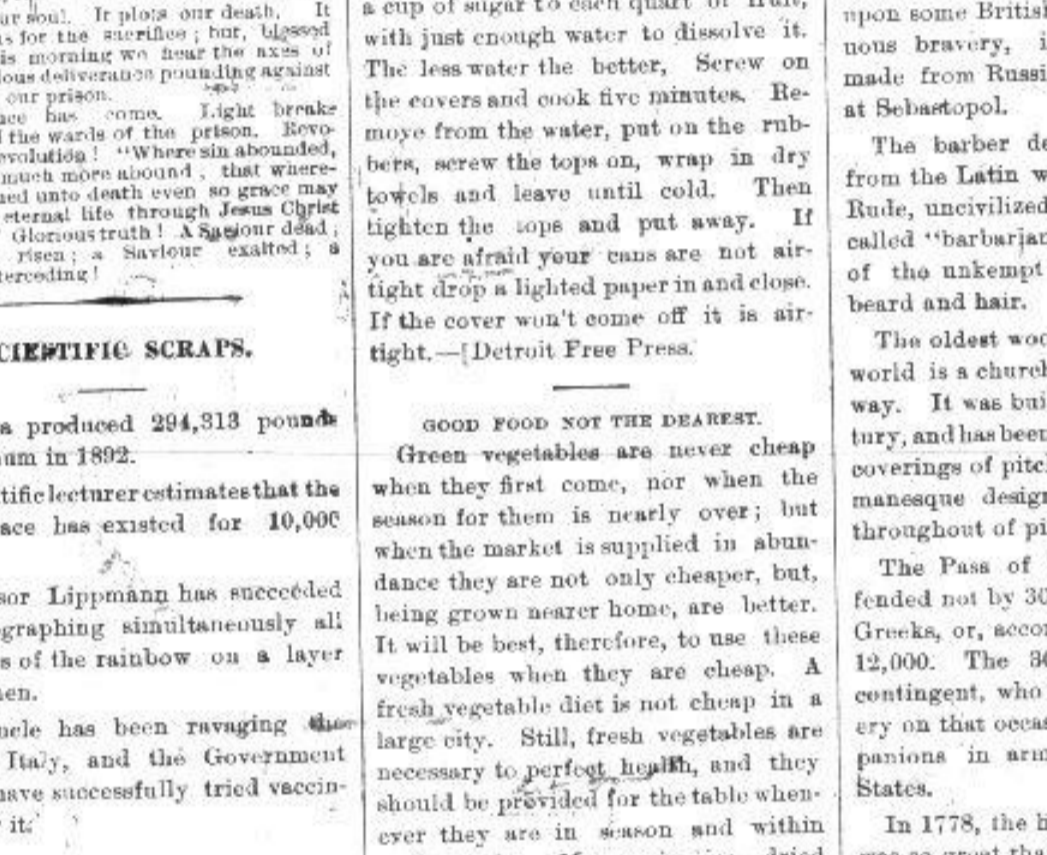 ur soul. It plots our death. It
s for the sacrifice; but, blessed
is morning we hear the axes of
ious deliverance pounding against
our prison.
ace has come. Light breaks
the wards of the prison. Revo-
evolution! "Where sin abounded,
much more abound, that where-
ned unto death even so grace may
eternal life through Jesus Christ
Glorious truth! A Saviour dead;
risen; a Saviour exalted; a
terceding!
CIENTIFIC SCRAPS.
a produced 294,313 pounds
um in 1892.
tific lecturer estimates that the
ace has existed for 10,000
sor Lippmann has succeeded
ographing simultaneously all
s of the rainbow on a layer
en.
ncle has been ravaging the
Italy, and the Government
have successfully tried vaccin-
it.
a cup of sugar to each quart of fruit,
with just enough water to dissolve it.
The less water the better, Screw on
the covers and cook five minutes. Re-
move from the water, put on the rub-
bers, screw the tops on, wrap in dry
towels and leave until cold. Then
tighten the tops and put away. If
you are afraid your cans are not air-
tight drop a lighted paper in and close.
If the cover won't come off it is air-
tight.—[Detroit Free Press.
GOOD FOOD NOT THE DEAREST.
Green vegetables are never cheap
when they first come, nor when the
season for them is nearly over; but
when the market is supplied in abun-
dance they are not only cheaper, but,
being grown nearer home, are better.
It will be best, therefore, to use these
vegetables when they are cheap. A
fresh vegetable diet is not cheap in a
large city. Still, fresh vegetables are
necessary to perfect health, and they
should be provided for the table when-
ever they are in season and within
dried
upon some British
uous bravery, i
made from Russi
at Sebastopol.
The barber de
from the Latin w
Rude, uncivilized
called "barbarian
of the unkempt
beard and hair.
The oldest woo
world is a church
way. It was bui
tury, and has been
coverings of pitch
manesque design
throughout of pi
The Pass of
fended not by 30
Greeks, or, accor
12,000. The 30
contingent, who
ery on that occas
panions in arm
States.
In 1778, the h